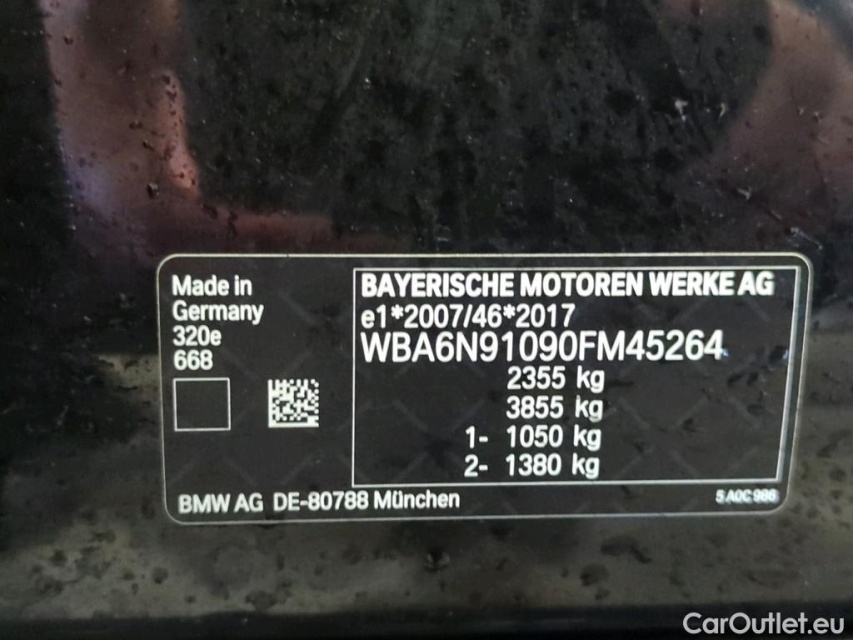 Made in
Germany
320e
668
BAYERISCHE MOTOREN WERKE AG
e1*2007/46*2017
WBA6N91090FM45264
2355 kg
3855 kg
1- 1050 kg
2- 1380 kg
BMW AG DE-80788 München
5 A0C 986
CarOutlet.eu